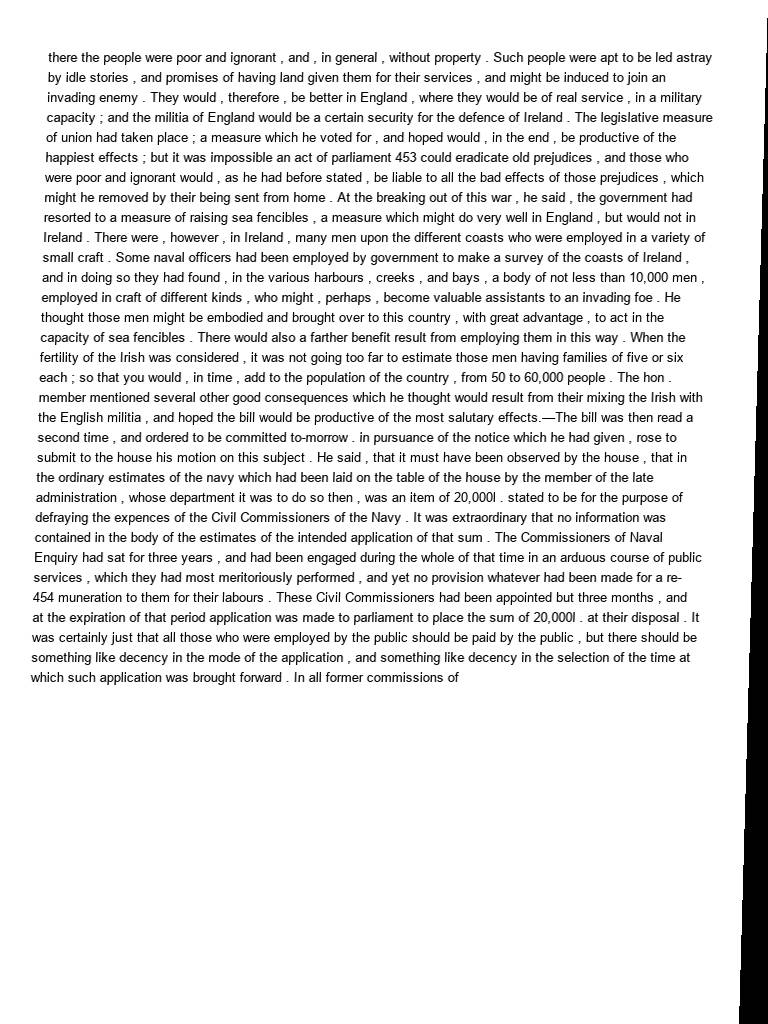 there the people were poor and ignorant , and , in general , without property . Such people were apt to be led astray
by idle stories , and promises of having land given them for their services , and might be induced to join an
invading enemy . They would , therefore , be better in England , where they would be of real service , in a military
capacity ; and the militia of England would be a certain security for the defence of Ireland . The legislative measure
of union had taken place ; a measure which he voted for , and hoped would , in the end , be productive of the
happiest effects ; but it was impossible an act of parliament 453 could eradicate old prejudices , and those who
were poor and ignorant would , as he had before stated , be liable to all the bad effects of those prejudices , which
might he removed by their being sent from home . At the breaking out of this war , he said , the government had
resorted to a measure of raising sea fencibles , a measure which might do very well in England , but would not in
Ireland . There were , however , in Ireland , many men upon the different coasts who were employed in a variety of
small craft . Some naval officers had been employed by government to make a survey of the coasts of Ireland ,
and in doing so they had found , in the various harbours , creeks , and bays , a body of not less than 10,000 men ,
employed in craft of different kinds , who might , perhaps , become valuable assistants to an invading foe . He
thought those men might be embodied and brought over to this country , with great advantage , to act in the
capacity of sea fencibles . There would also a farther benefit result from employing them in this way . When the
fertility of the Irish was considered , it was not going too far to estimate those men having families of five or six
each ; so that you would , in time , add to the population of the country , from 50 to 60,000 people . The hon .
member mentioned several other good consequences which he thought would result from their mixing the Irish with
the English militia , and hoped the bill would be productive of the most salutary effects.—The bill was then read a
second time , and ordered to be committed to-morrow . in pursuance of the notice which he had given , rose to
submit to the house his motion on this subject . He said , that it must have been observed by the house , that in
the ordinary estimates of the navy which had been laid on the table of the house by the member of the late
administration , whose department it was to do so then , was an item of 20,000l . stated to be for the purpose of
defraying the expences of the Civil Commissioners of the Navy . It was extraordinary that no information was
contained in the body of the estimates of the intended application of that sum . The Commissioners of Naval
Enquiry had sat for three years , and had been engaged during the whole of that time in an arduous course of public
services , which they had most meritoriously performed , and yet no provision whatever had been made for a re-
454 muneration to them for their labours . These Civil Commissioners had been appointed but three months , and
at the expiration of that period application was made to parliament to place the sum of 20,000l . at their disposal . It
was certainly just that all those who were employed by the public should be paid by the public , but there should be
something like decency in the mode of the application , and something like decency in the selection of the time at
which such application was brought forward . In all former commissions of